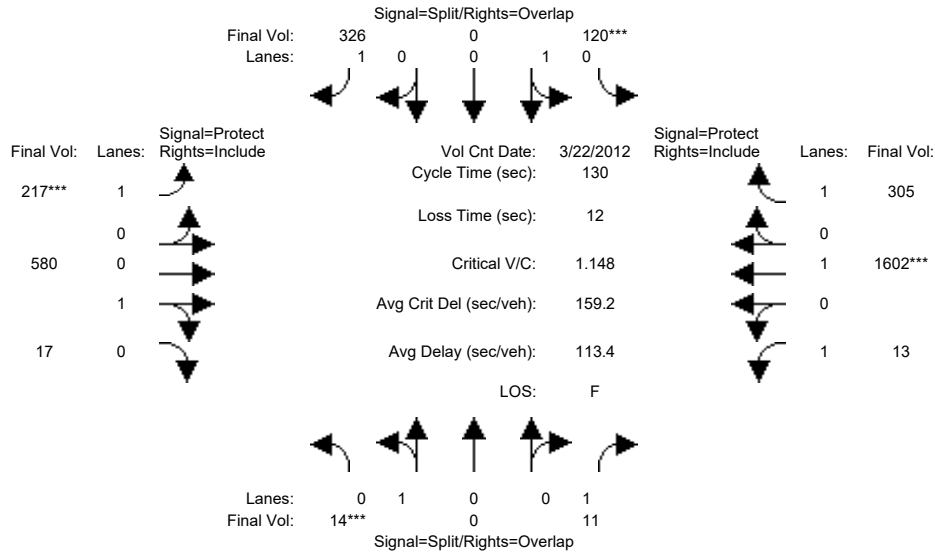 Signal=Split/Rights=Overlap
Final Vol: 326 0 120***
Lanes: 1 0 0 1 0
Signal=Protect
Final Vol: Lanes: Rights=Include
Vol Cnt Date: 3/22/2012
Signal=Protect
Rights=Include Lanes: Final Vol:
Cycle Time (sec): 130
217*** 1
1 305
Loss Time (sec): 12
0
0
580 0
Critical V/C: 1.148
1 1602***
1
Avg Crit Del (sec/veh): 159.2
0
17 0
Avg Delay (sec/veh): 113.4
1 13
LOS: F
Lanes: 0 1 0 0 1
Final Vol: 14*** 0 11
Signal=Split/Rights=Overlap